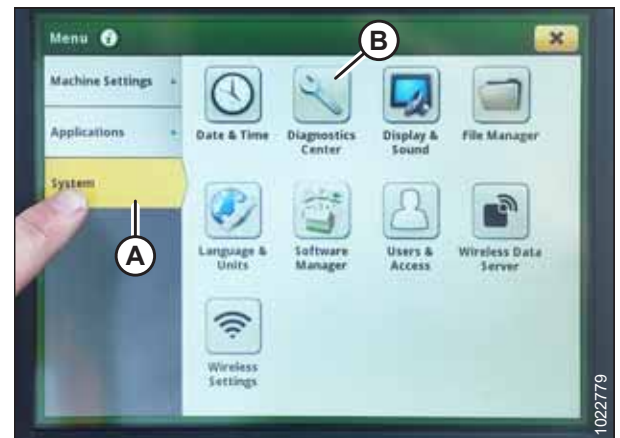 Menu i
B
Machine Settings
Applications
System
A
Date & Time
Diagnostics
Center
Display &
Sound
File Manager
Language &
Units
Software
Manager
Users &
Access
Wireless Data
Server
Wireless
Settings
1022779